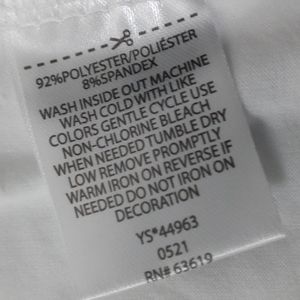 92%POLYESTER/POLIÉSTER
8%SPANDEX
WASH INSIDE OUT MACHINE
WASH COLD WITH LIKE
COLORS GENTLE CYCLE USE
NON-CHLORINE BLEACH
WHEN NEEDED TUMBLE DRY
LOW REMOVE PROMPTLY
WARM IRON ON REVERSE IF
NEEDED DO NOT IRON ON
DECORATION
YS*44963
0521
RN# 63619